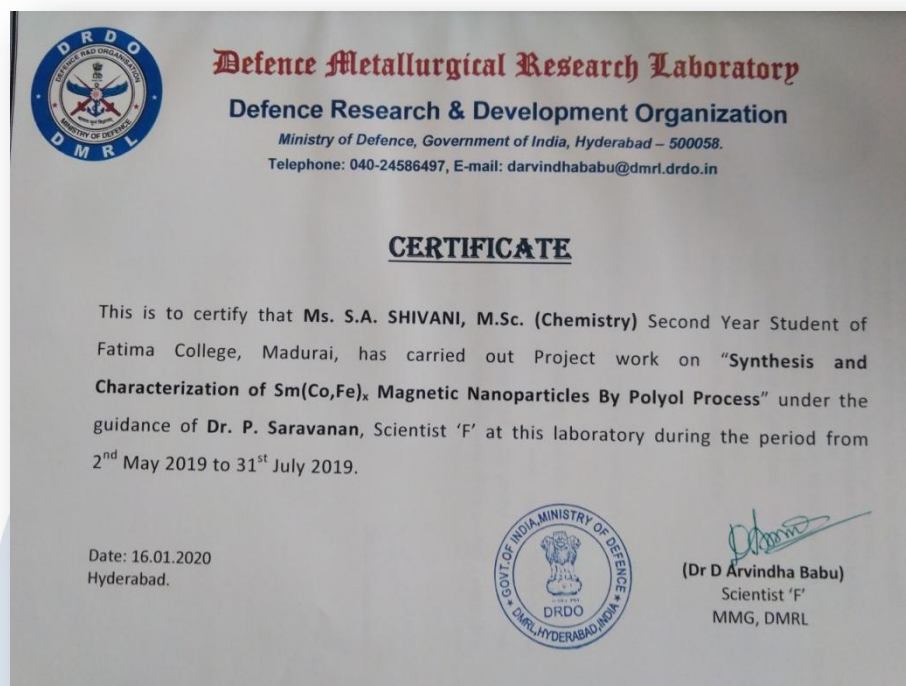 DRDO
DEFENCE R&D ORGANISATION
MINISTRY OF DEFENCE
DMRL
Defence Metallurgical Research Laboratory
Defence Research & Development Organization
Ministry of Defence, Government of India, Hyderabad – 500058.
Telephone: 040-24586497, E-mail: darvindhababu@dmrl.drdo.in
CERTIFICATE
This is to certify that Ms. S.A. SHIVANI, M.Sc. (Chemistry) Second Year Student of
Fatima College, Madurai, has carried out Project work on “Synthesis and
Characterization of Sm(Co,Fe)ₓ Magnetic Nanoparticles By Polyol Process” under the
guidance of Dr. P. Saravanan, Scientist ‘F’ at this laboratory during the period from
2nd May 2019 to 31st July 2019.
Date: 16.01.2020
Hyderabad.
GOVT.OF INDIA,MINISTRY OF DEFENCE
DRDO
DMRL,HYDERABAD,INDIA
(Dr D Arvindha Babu)
Scientist ‘F’
MMG, DMRL